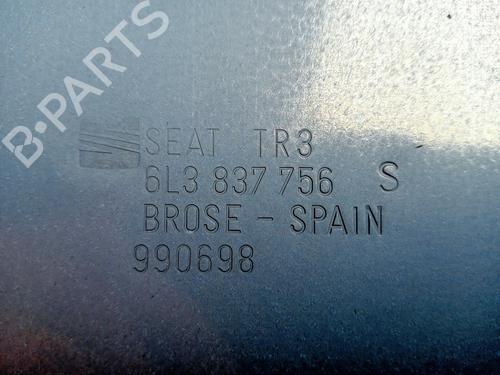 B-PARTS
SEAT TR3
6L3 837 756 S
BROSE - SPAIN
990698